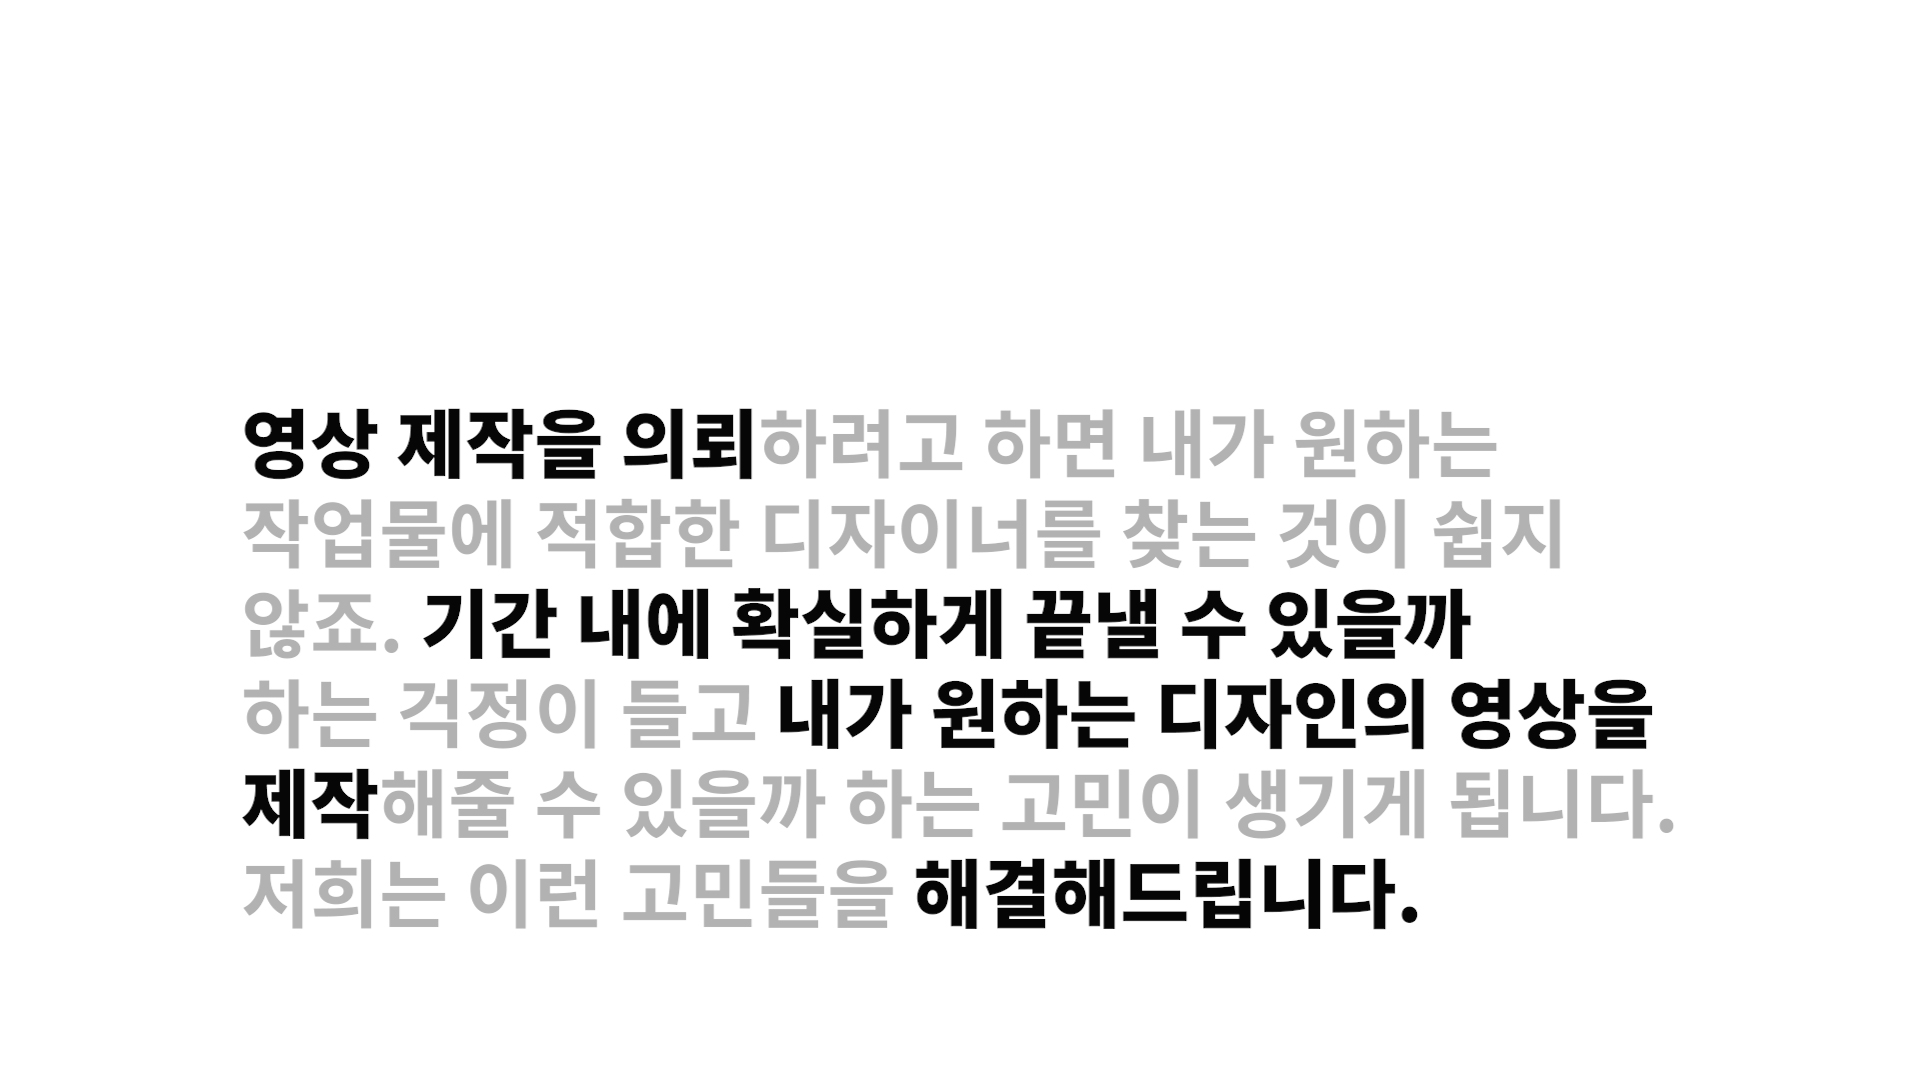 영상 제작을 의뢰하려고 하면 내가 원하는
작업물에 적합한 디자이너를 찾는 것이 쉽지
않죠. 기간 내에 확실하게 끝낼 수 있을까
하는 걱정이 들고 내가 원하는 디자인의 영상을
제작해줄 수 있을까 하는 고민이 생기게 됩니다.
저희는 이런 고민들을 해결해드립니다.